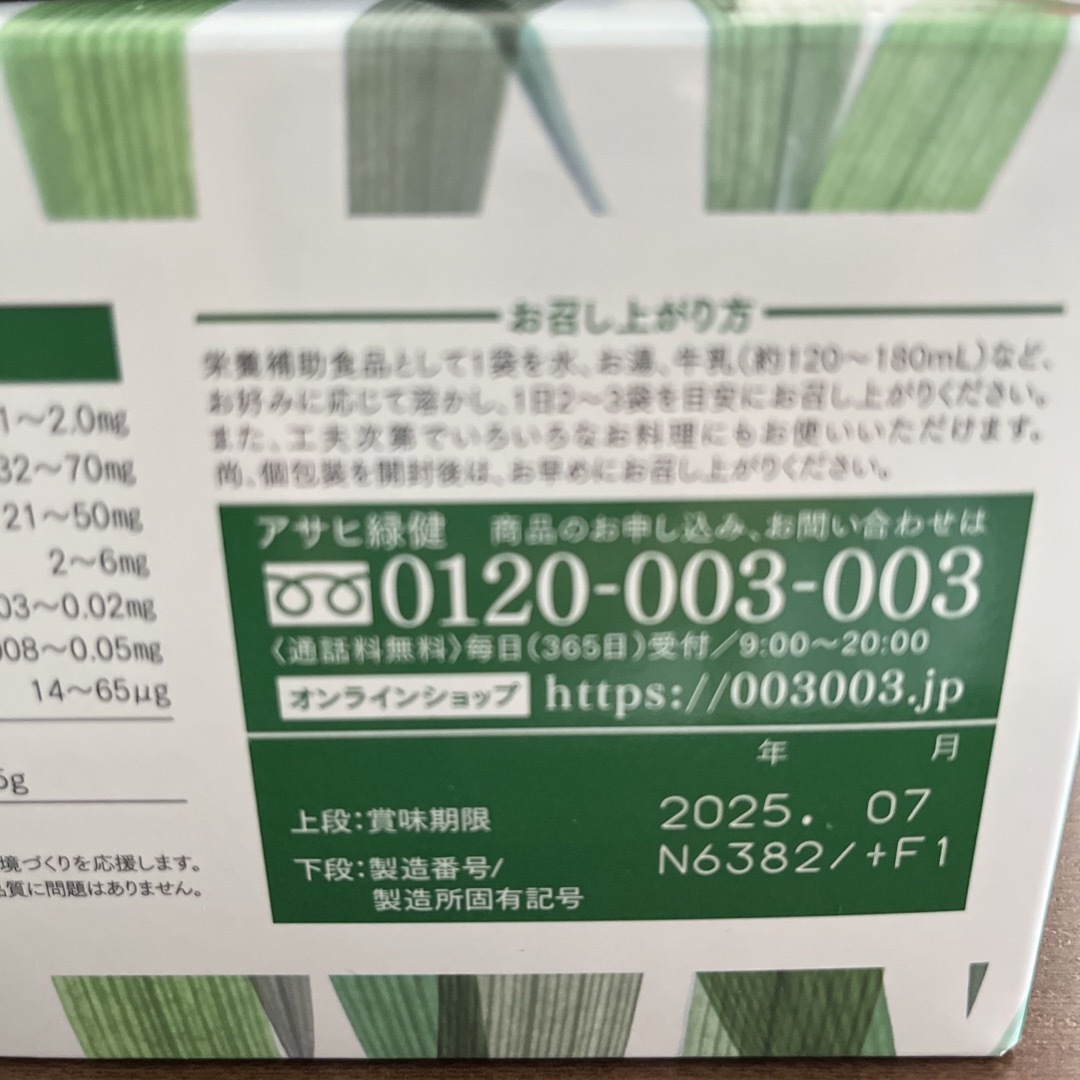 1～2.0mg
32～70mg
21～50mg
2～6mg
03～0.02mg
008～0.05mg
14～65μg
5g
境づくりを応援します。
品質に問題はありません。
お召し上がり方
栄養補助食品として1袋を水、お湯、牛乳(約120～180mL)など、
お好みに応じて溶かし、1日2～3袋を目安にお召し上がりください。
また、工夫次第でいろいろなお料理にもお使いいただけます。
尚、個包装を開封後は、お早めにお召し上がりください。
アサヒ緑健 商品のお申し込み、お問い合わせは
0120-003-003
〈通話料無料〉毎日(365日)受付/9:00～20:00
オンラインショップ https://003003.jp
年 月
上段:賞味期限 2025. 07
下段:製造番号/ N6382/+F1
製造所固有記号